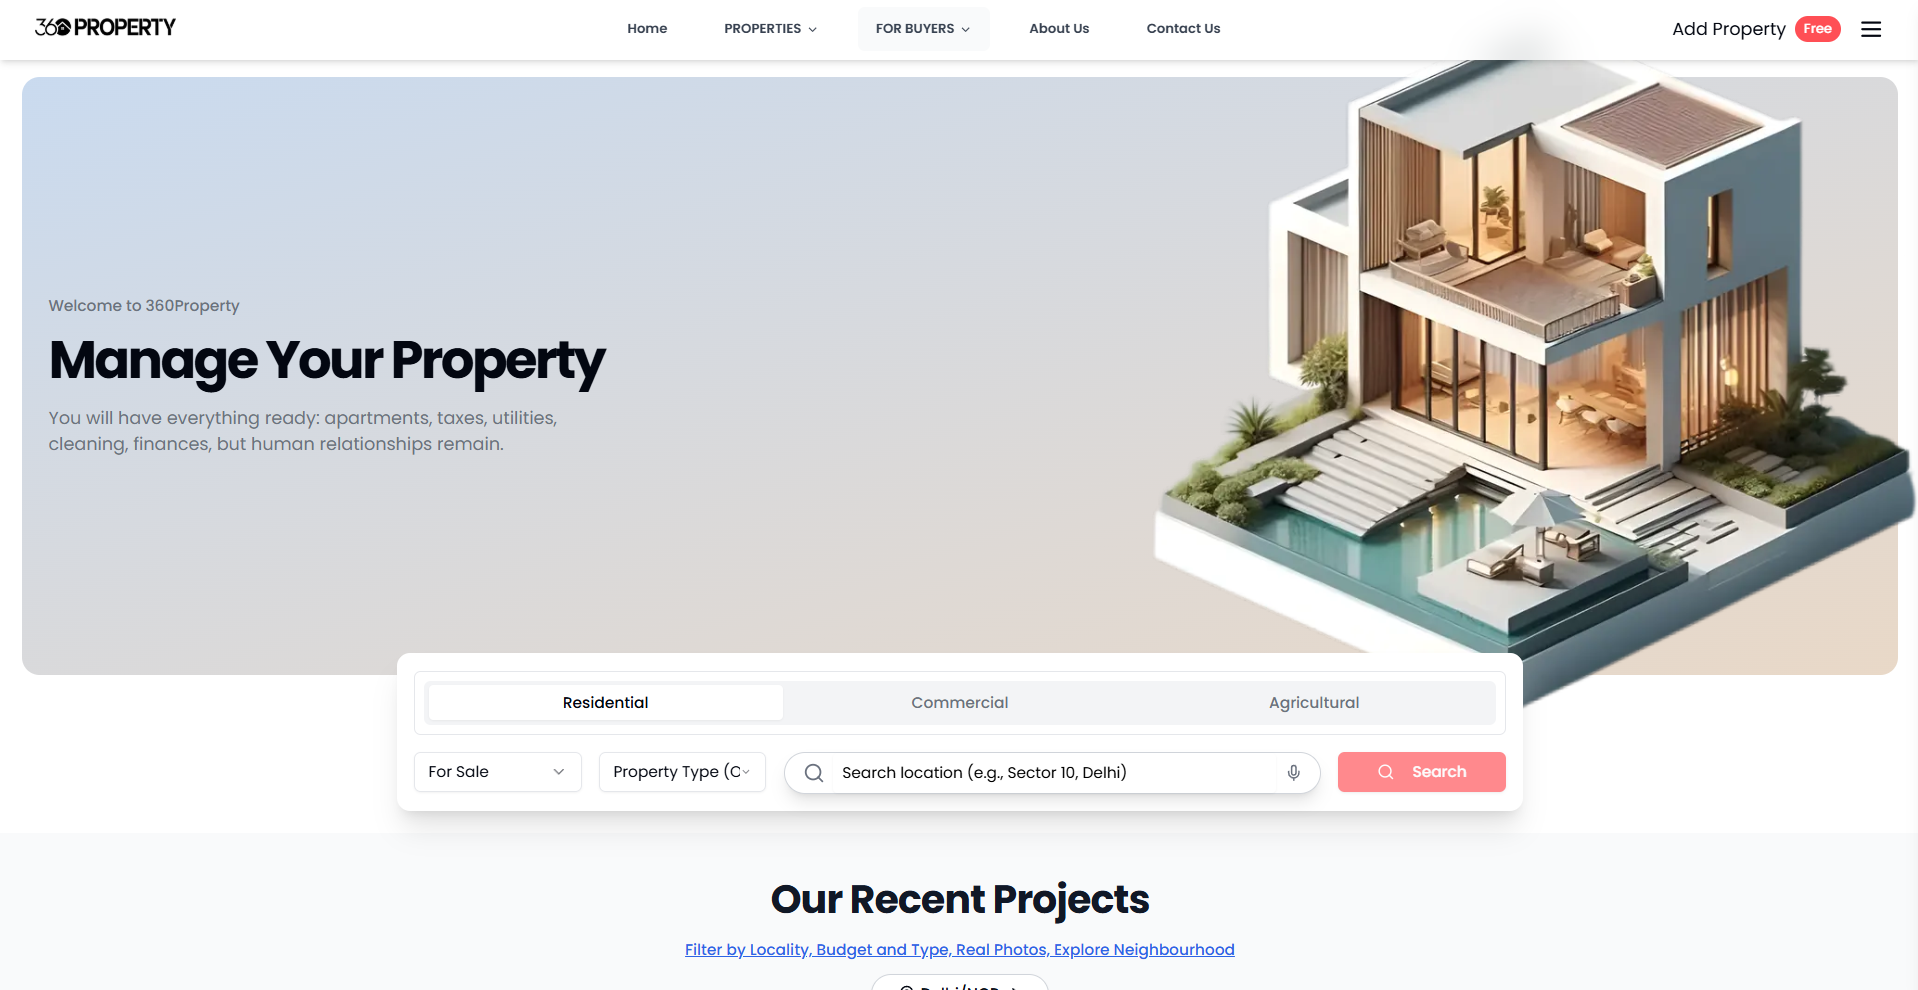 360 PROPERTY
Home
PROPERTIES
FOR BUYERS
About Us
Contact Us
Add Property
Free
Welcome to 360Property
Manage Your Property
You will have everything ready: apartments, taxes, utilities,
cleaning, finances, but human relationships remain.
Residential
Commercial
Agricultural
For Sale
Property Type (
Search location (e.g., Sector 10, Delhi)
Search
Our Recent Projects
Filter by Locality, Budget and Type, Real Photos, Explore Neighbourhood